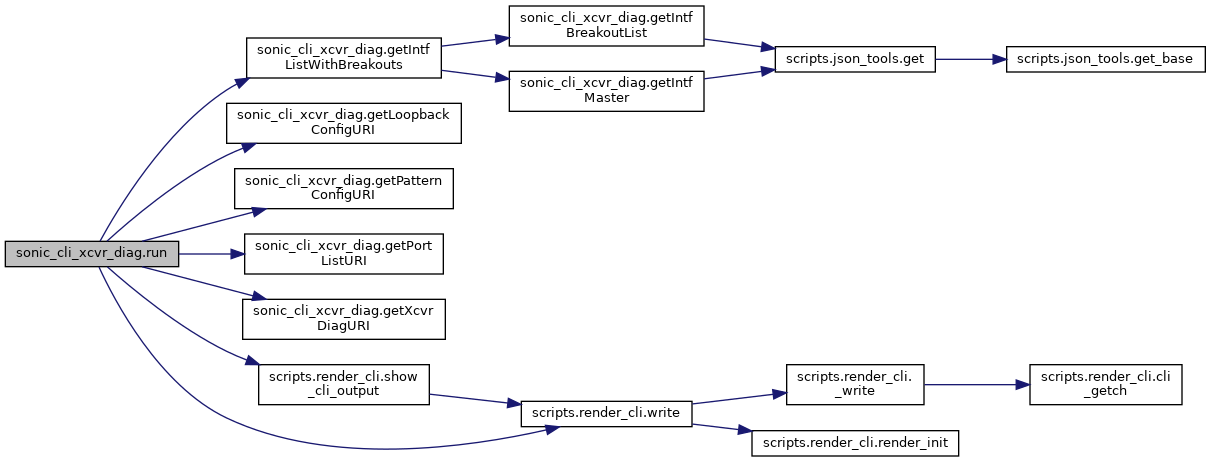 sonic_cli_xcvr_diag.run
sonic_cli_xcvr_diag.getIntf
ListWithBreakouts
sonic_cli_xcvr_diag.getLoopback
ConfigURI
sonic_cli_xcvr_diag.getPattern
ConfigURI
sonic_cli_xcvr_diag.getPort
ListURI
sonic_cli_xcvr_diag.getXcvr
DiagURI
scripts.render_cli.show
_cli_output
sonic_cli_xcvr_diag.getIntf
BreakoutList
sonic_cli_xcvr_diag.getIntf
Master
scripts.render_cli.write
scripts.json_tools.get
scripts.render_cli.
_write
scripts.render_cli.render_init
scripts.json_tools.get_base
scripts.render_cli.cli
_getch